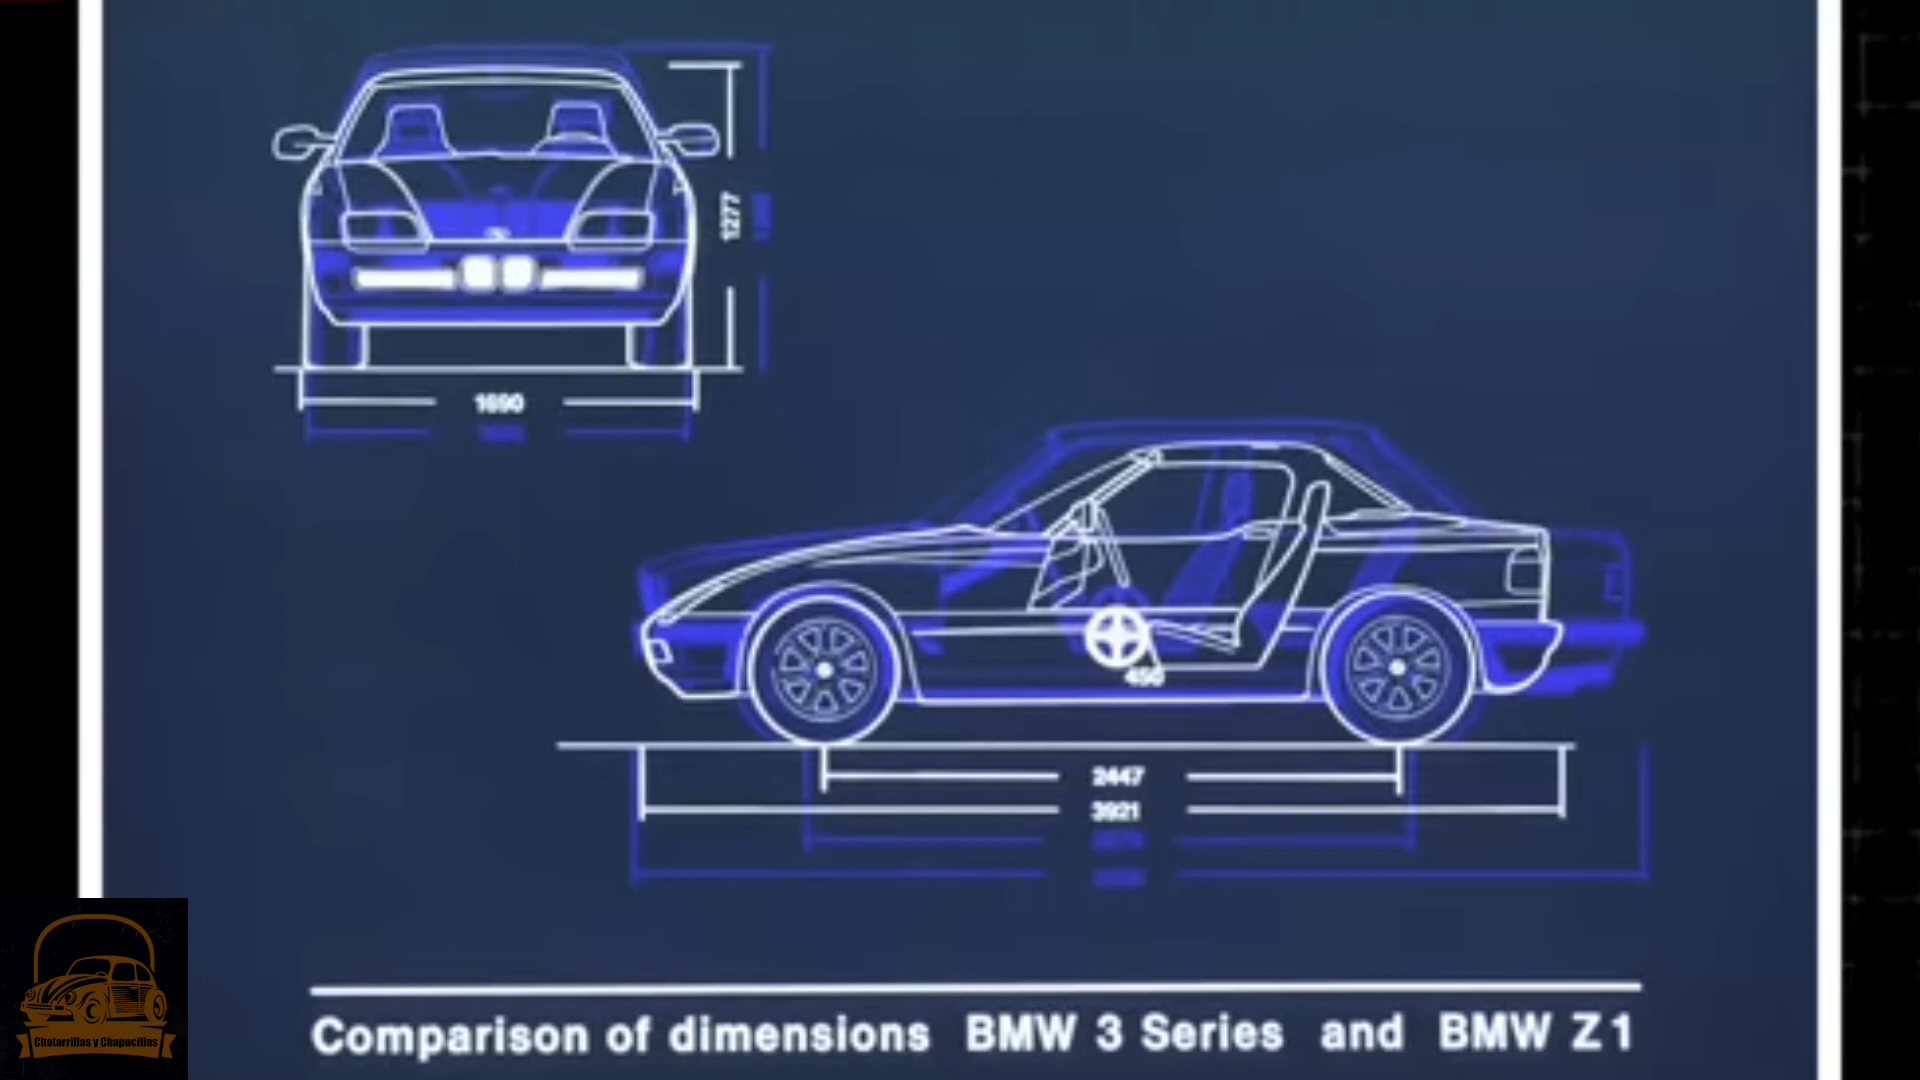 1277
1690
450
2447
3921
Comparison of dimensions BMW 3 Series and BMW Z1
Chatarrillas y Chapucillas